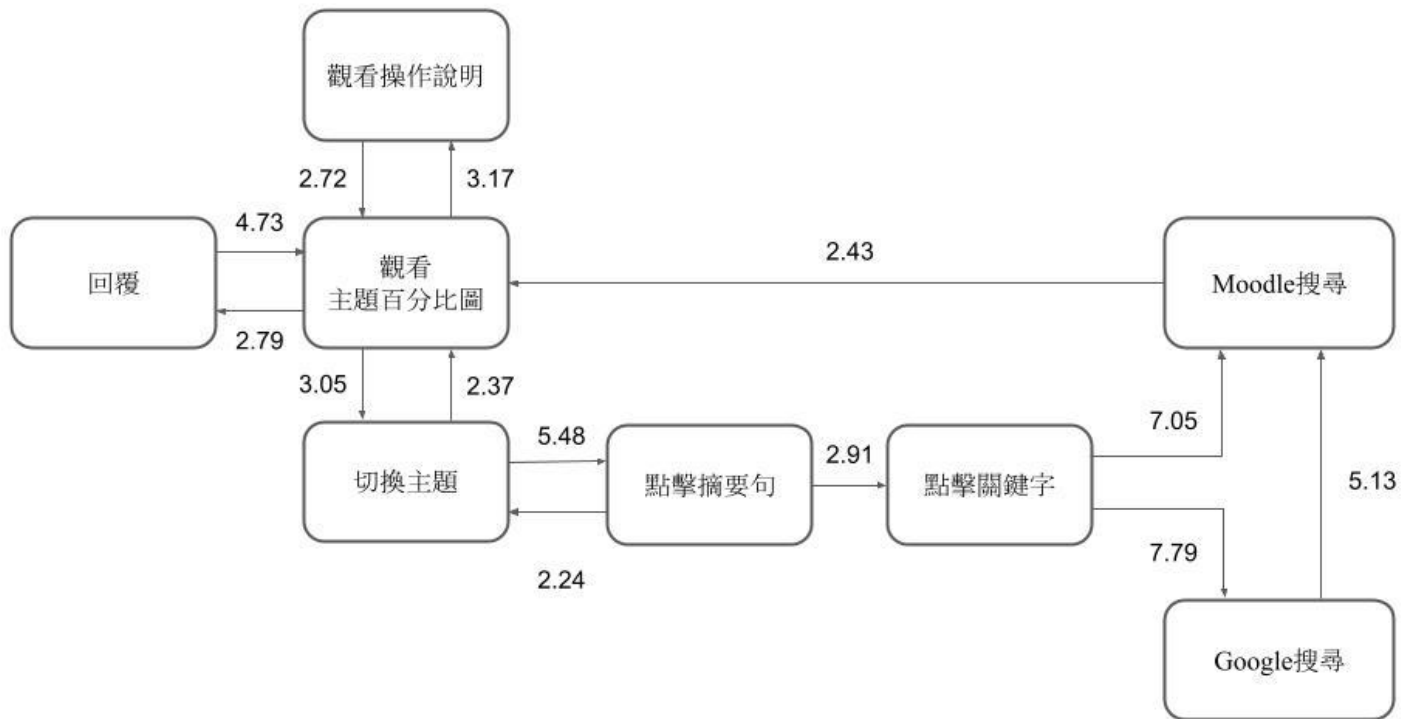 觀看操作說明
2.72
3.17
4.73
回覆
觀看
主題百分比圖
2.43
Moodle搜尋
2.79
3.05
2.37
切換主題
5.48
點擊摘要句
2.91
點擊關鍵字
7.05
5.13
2.24
7.79
Google搜尋